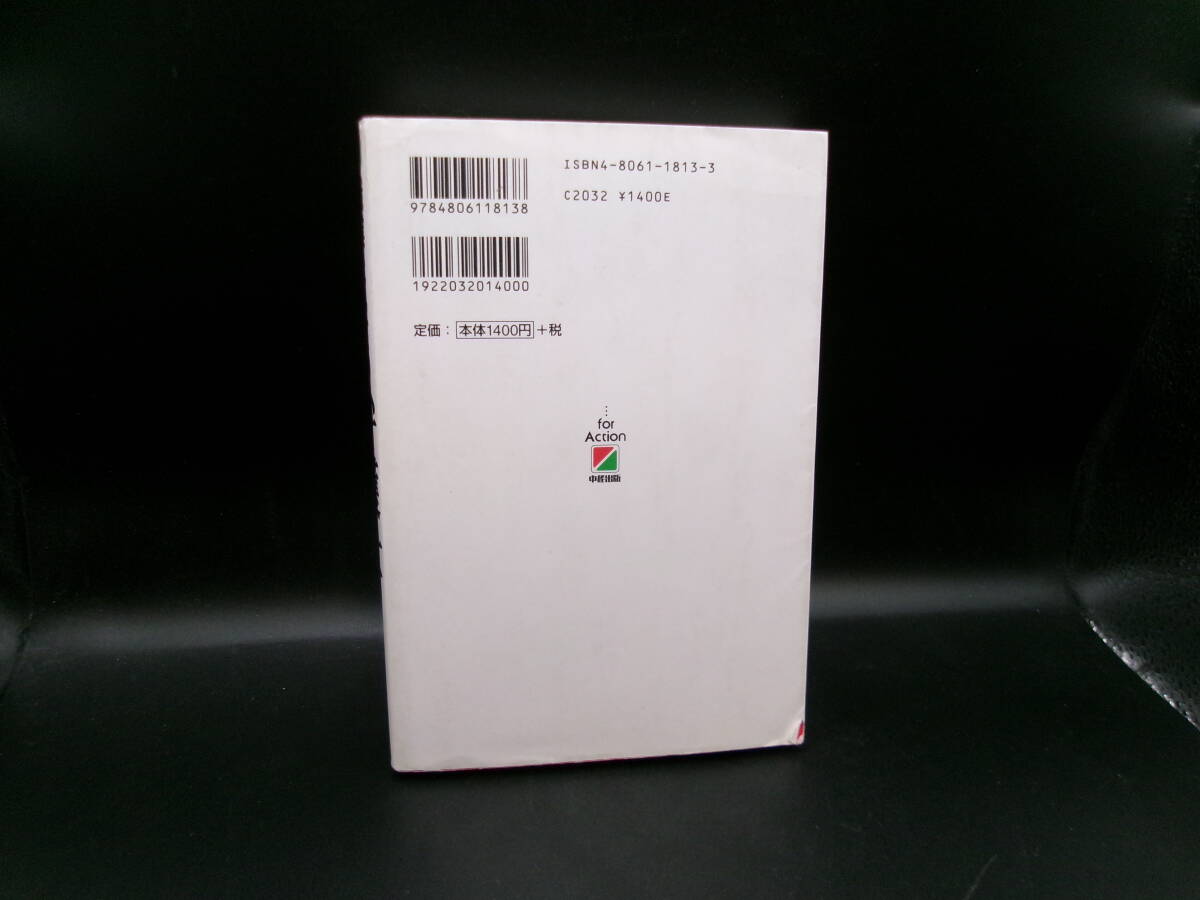 9784806118138
ISBN4-8061-1813-3
C2032 ¥1400E
1922032014000
定価： 本体1400円 +税
for
Action
中経出版